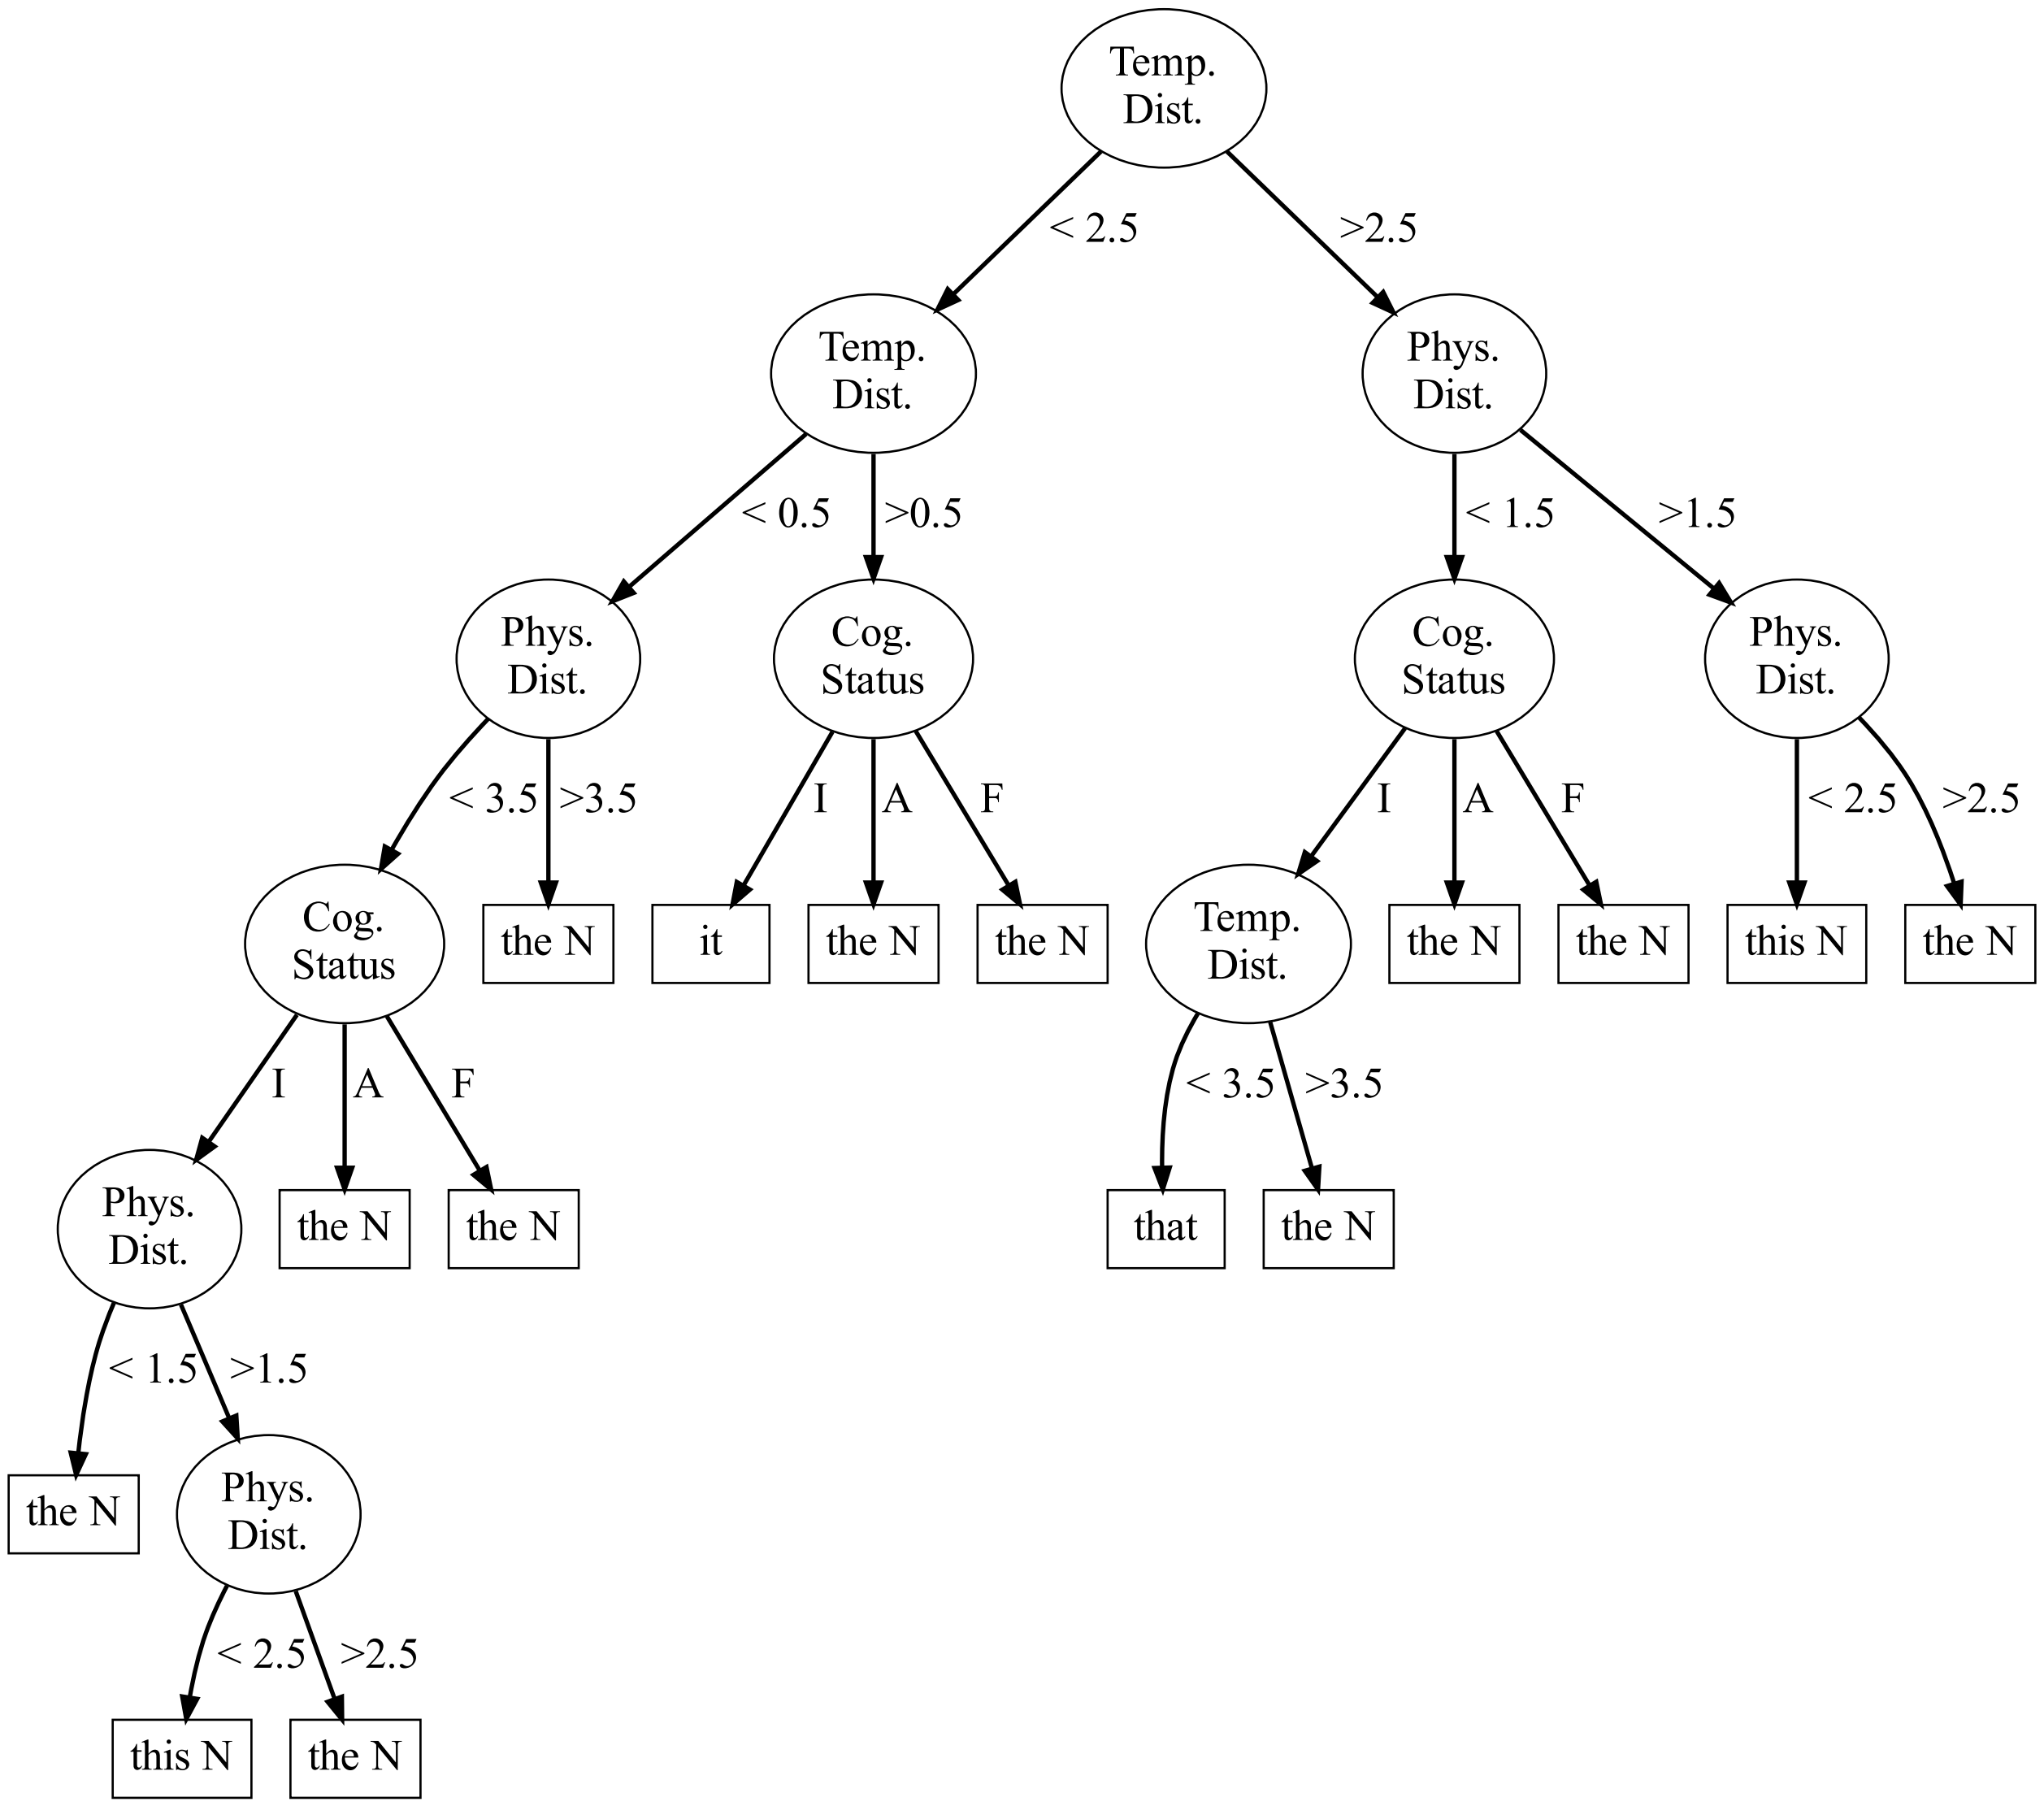 Temp.
Dist.
< 2.5
>2.5
Temp.
Dist.
Phys.
Dist.
< 0.5
>0.5
< 1.5
>1.5
Phys.
Dist.
Cog.
Status
Cog.
Status
Phys.
Dist.
< 3.5
>3.5
I
A
F
I
A
F
< 2.5
>2.5
Cog.
Status
the N
it
the N
the N
Temp.
Dist.
the N
the N
this N
the N
I
A
F
< 3.5
>3.5
Phys.
Dist.
the N
the N
that
the N
< 1.5
>1.5
the N
Phys.
Dist.
< 2.5
>2.5
this N
the N